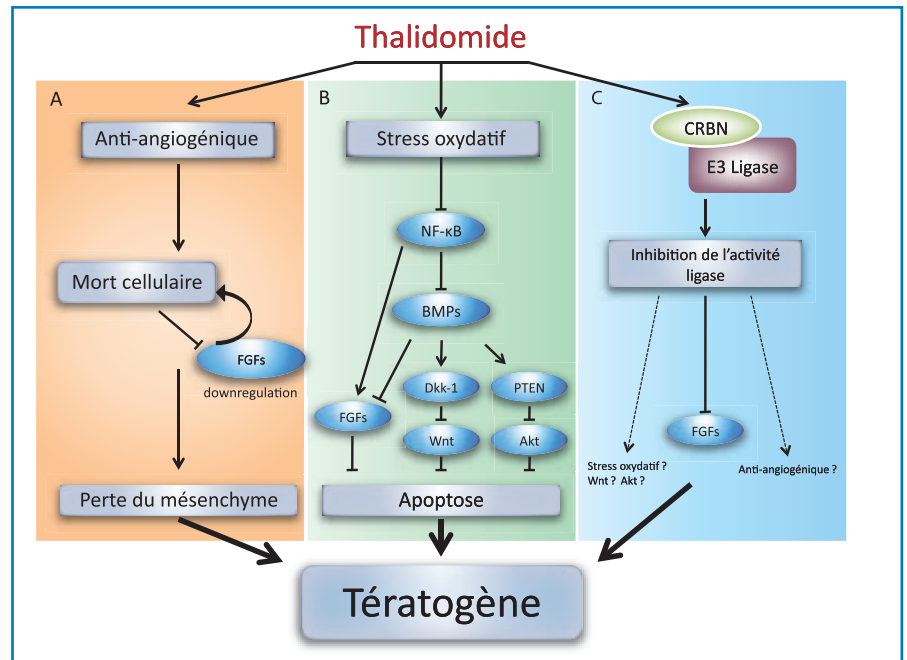 Thalidomide
A
Anti-angiogénique
Mort cellulaire
FGFs
downregulation
Perte du mésenchyme
B
Stress oxydatif
NF-κB
BMPs
Dkk-1
PTEN
FGFs
Wnt
Akt
Apoptose
C
CRBN
E3 Ligase
Inhibition de l'activité
ligase
FGFs
Stress oxydatif ?
Wnt ? Akt ?
Anti-angiogénique ?
Tératogène